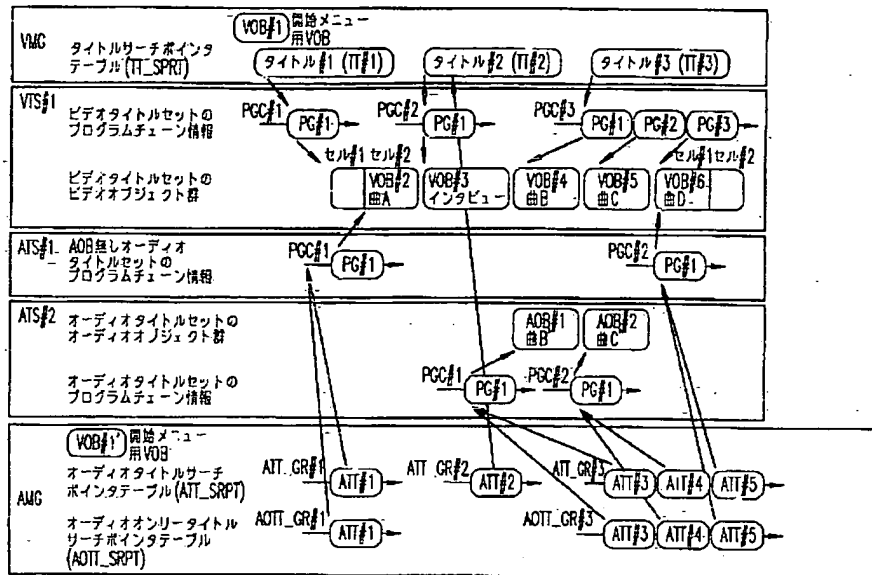 VMG
VOB#1
開始メニュー
用VOB
タイトルサーチポインタ
テーブル(TT_SPRT)
タイトル#1 (TT#1)
タイトル#2 (TT#2)
タイトル#3 (TT#3)
VTS#1
ビデオタイトルセットの
プログラムチェーン情報
PGC#1
PG#1
PGC#2
PG#1
PGC#3
PG#1
PG#2
PG#3
セル#1 セル#2
セル#1 セル#2
ビデオタイトルセットの
ビデオオブジェクト群
VOB#2
曲A
VOB#3
インタビュー
VOB#4
曲B
VOB#5
曲C
VOB#6
曲D
ATS#1
AOB無しオーディオ
タイトルセットの
プログラムチェーン情報
PGC#1
PG#1
PGC#2
PG#1
ATS#2
オーディオタイトルセットの
オーディオオブジェクト群
AOB#1
曲B
AOB#2
曲C
オーディオタイトルセットの
プログラムチェーン情報
PGC#1
PG#1
PGC#2
PG#1
AMG
VOB#1'
開始メニュー
用VOB
オーディオタイトルサーチ
ポインタテーブル(ATT_SRPT)
ATT_GR#1
ATT#1
ATT_GR#2
ATT#2
ATT_GR#3
ATT#3
ATT#4
ATT#5
オーディオオンリータイトル
サーチポインタテーブル
(AOTT_SRPT)
AOTT_GR#1
ATT#1
AOTT_GR#3
ATT#3
ATT#4
ATT#5